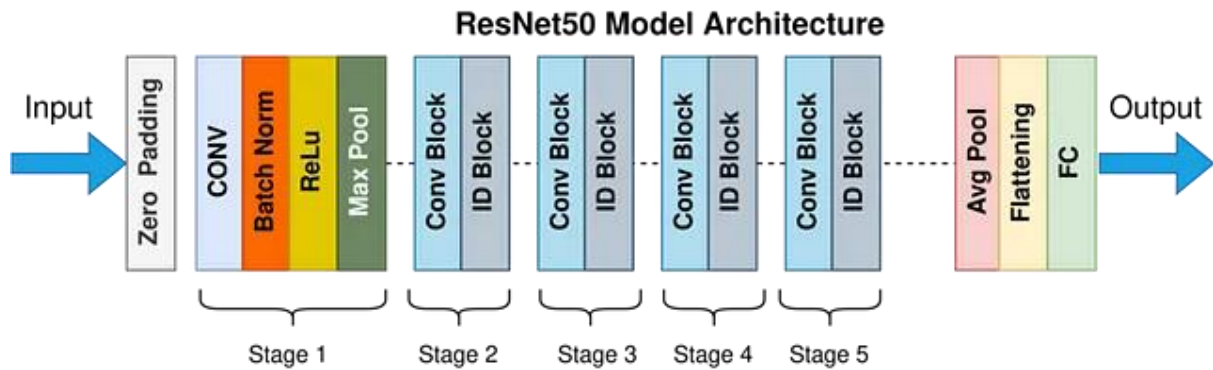 ResNet50 Model Architecture
Input
Zero Padding
CONV
Batch Norm
ReLu
Max Pool
Conv Block
ID Block
Conv Block
ID Block
Conv Block
ID Block
Conv Block
ID Block
Avg Pool
Flattening
FC
Output
Stage 1
Stage 2
Stage 3
Stage 4
Stage 5